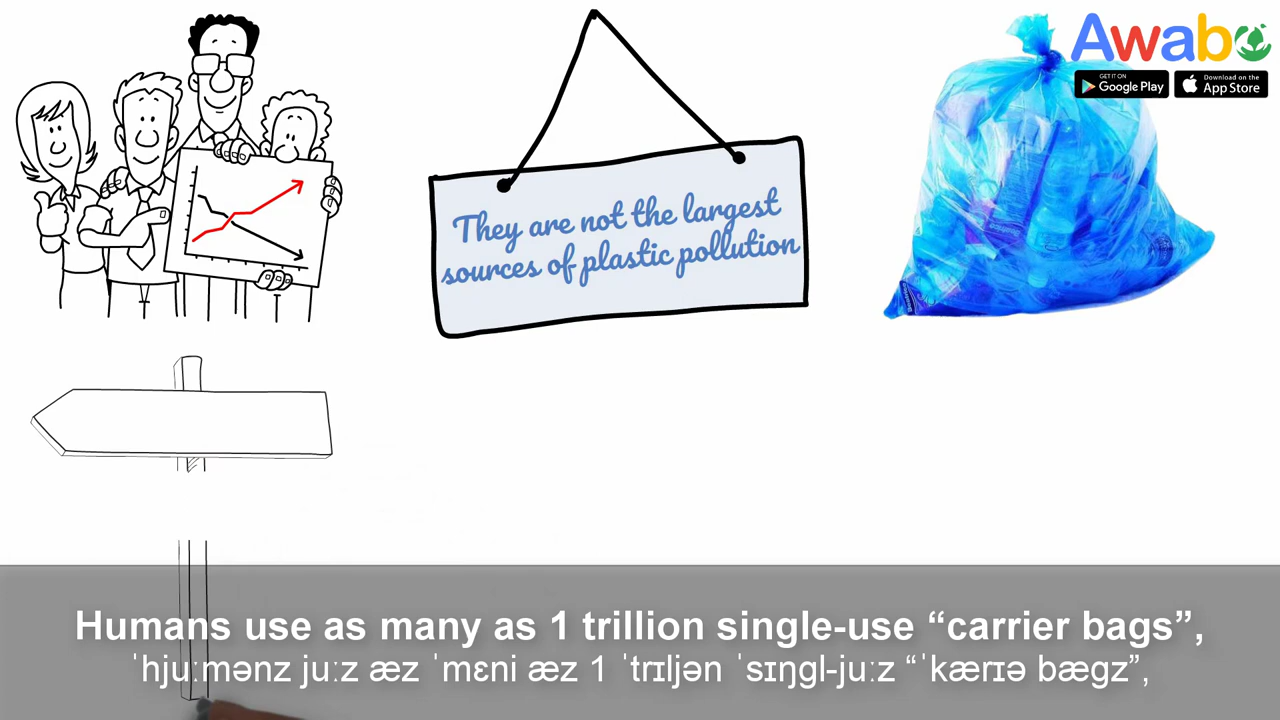 Awabe
GET IT ON
Google Play
Download on the
App Store
They are not the largest
sources of plastic pollution
Humans use as many as 1 trillion single-use “carrier bags”,
ˈhjuːmənz juːz æz ˈmɛni æz 1 ˈtrɪljən ˈsɪŋgl-juːz “ˈkærɪə bægz”,